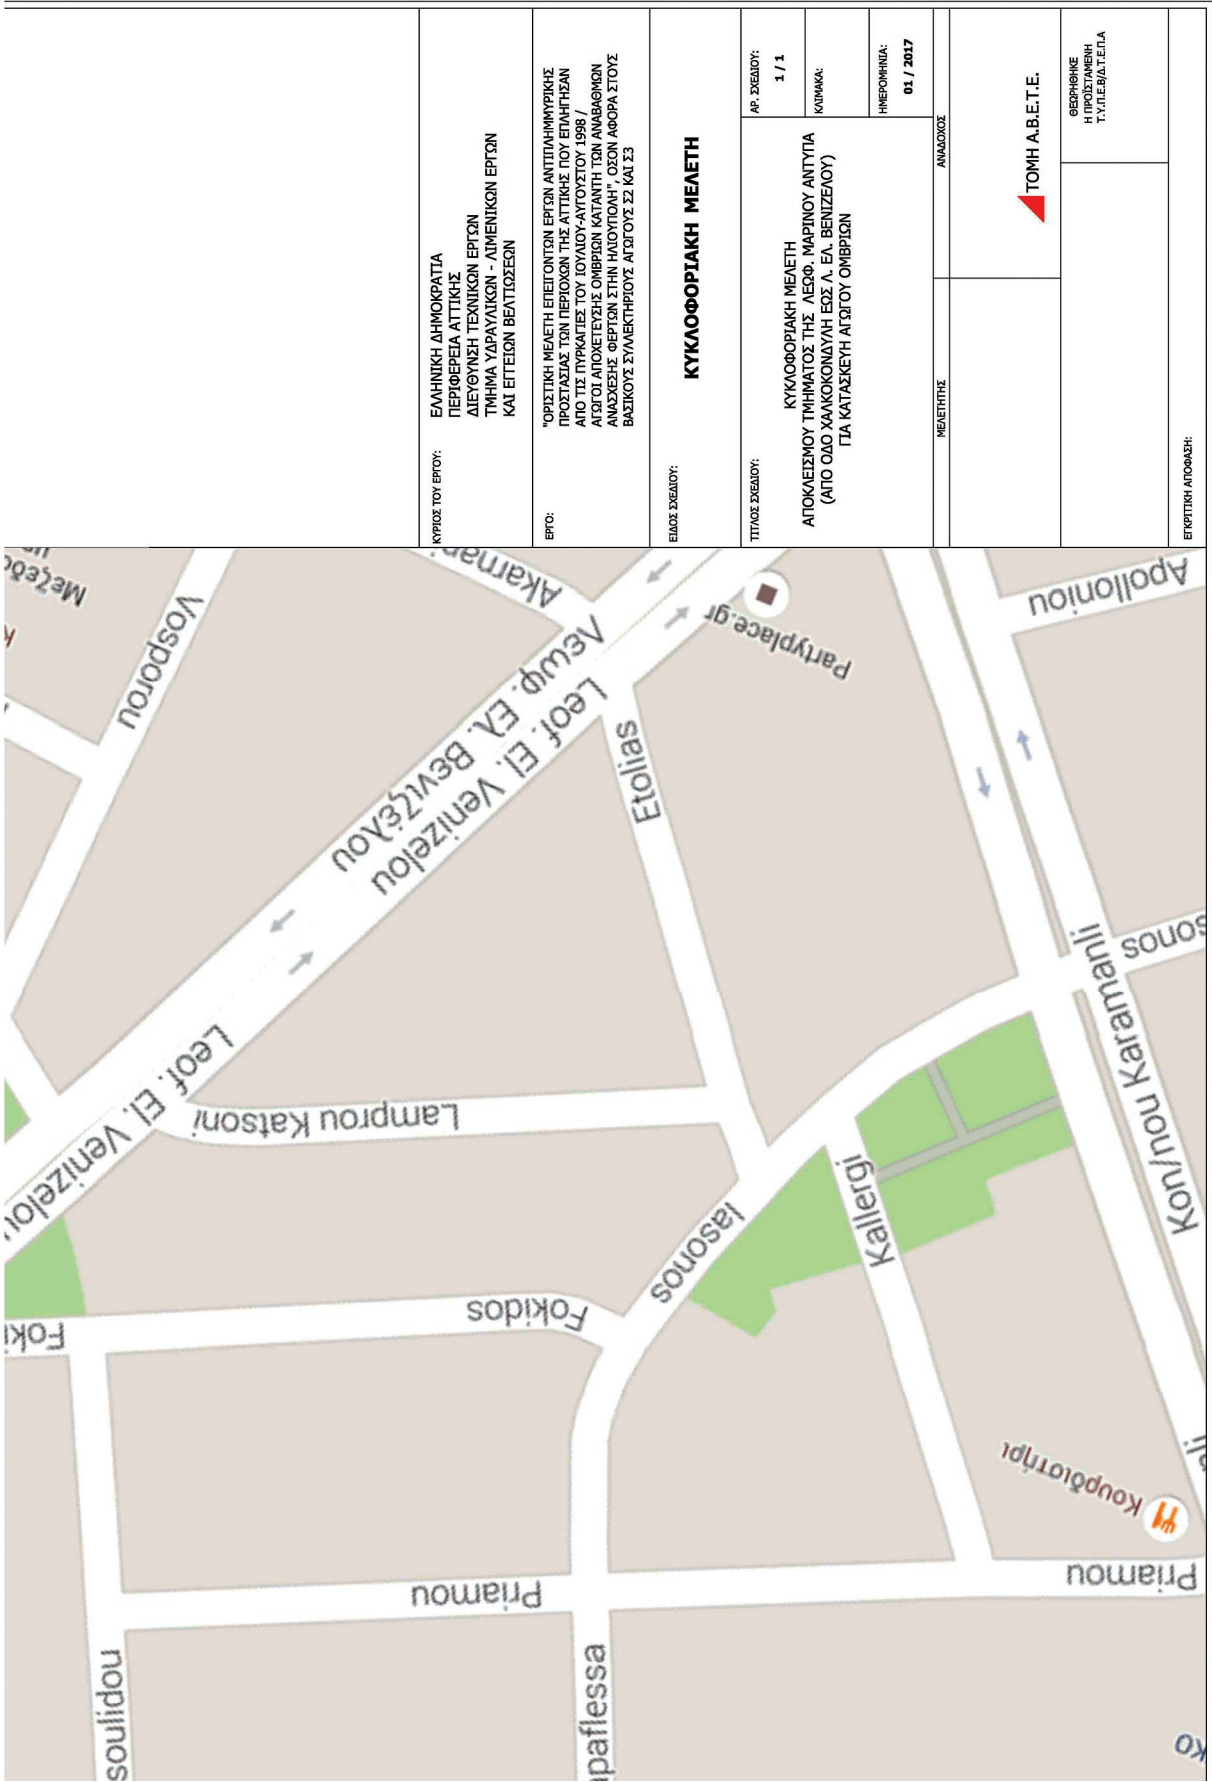 ΚΥΡΙΟΣ ΤΟΥ ΕΡΓΟΥ:
ΕΛΛΗΝΙΚΗ ΔΗΜΟΚΡΑΤΙΑ
ΠΕΡΙΦΕΡΕΙΑ ΑΤΤΙΚΗΣ
ΔΙΕΥΘΥΝΣΗ ΤΕΧΝΙΚΩΝ ΕΡΓΩΝ
ΤΜΗΜΑ ΥΔΡΑΥΛΙΚΩΝ - ΛΙΜΕΝΙΚΩΝ ΕΡΓΩΝ
ΚΑΙ ΕΓΓΕΙΩΝ ΒΕΛΤΙΩΣΕΩΝ
ΕΡΓΟ:
"ΟΡΙΣΤΙΚΗ ΜΕΛΕΤΗ ΕΠΕΙΓΟΝΤΩΝ ΕΡΓΩΝ ΑΝΤΙΠΛΗΜΜΥΡΙΚΗΣ
ΠΡΟΣΤΑΣΙΑΣ ΤΩΝ ΠΕΡΙΟΧΩΝ ΤΗΣ ΑΤΤΙΚΗΣ ΠΟΥ ΕΠΛΗΓΗΣΑΝ
ΑΠΟ ΤΙΣ ΠΥΡΚΑΓΙΕΣ ΤΟΥ ΙΟΥΛΙΟΥ-ΑΥΓΟΥΣΤΟΥ 1998 /
ΑΓΩΓΟΙ ΑΠΟΧΕΤΕΥΣΗΣ ΟΜΒΡΙΩΝ ΚΑΤΑΝΤΗ ΤΩΝ ΑΝΑΒΑΘΜΩΝ
ΑΝΑΣΧΕΣΗΣ ΦΕΡΤΩΝ ΣΤΗΝ ΗΛΙΟΥΠΟΛΗ", ΟΣΟΝ ΑΦΟΡΑ ΣΤΟΥΣ
ΒΑΣΙΚΟΥΣ ΣΥΛΛΕΚΤΗΡΙΟΥΣ ΑΓΩΓΟΥΣ Σ2 ΚΑΙ Σ3
ΕΙΔΟΣ ΣΧΕΔΙΟΥ:
ΚΥΚΛΟΦΟΡΙΑΚΗ ΜΕΛΕΤΗ
ΤΙΤΛΟΣ ΣΧΕΔΙΟΥ:
ΚΥΚΛΟΦΟΡΙΑΚΗ ΜΕΛΕΤΗ
ΑΠΟΚΛΕΙΣΜΟΥ ΤΜΗΜΑΤΟΣ ΤΗΣ ΛΕΩΦ. ΜΑΡΙΝΟΥ ΑΝΤΥΠΑ
(ΑΠΟ ΟΔΟ ΧΑΛΚΟΚΟΝΔΥΛΗ ΕΩΣ Λ. ΕΛ. ΒΕΝΙΖΕΛΟΥ)
ΓΙΑ ΚΑΤΑΣΚΕΥΗ ΑΓΩΓΟΥ ΟΜΒΡΙΩΝ
ΑΡ. ΣΧΕΔΙΟΥ:
1 / 1
ΚΛΙΜΑΚΑ:
ΗΜΕΡΟΜΗΝΙΑ:
01 / 2017
ΜΕΛΕΤΗΤΗΣ
ΑΝΑΔΟΧΟΣ
ΤΟΜΗ Α.Β.Ε.Τ.Ε.
ΘΕΩΡΗΘΗΚΕ
Η ΠΡΟΪΣΤΑΜΕΝΗ
Τ.Υ.Π.Ε.Β/Δ.Τ.Ε.Π.Α
ΕΓΚΡΙΤΙΚΗ ΑΠΟΦΑΣΗ:
Μεζεδο
Vosporou
Akarnan
Λεωφ. Ελ. Βενιζέλου
Leof. El. Venizelou
Partyplace.gr
Apolloniou
Etolias
sonos
Kon/nou Karamanli
Leof. El. Venizelou
Lamprou Katsoni
Iasonos
Kallergi
Foki
Fokidos
Κουρδιστήρι
Priamou
Priamou
soulidou
paflessa